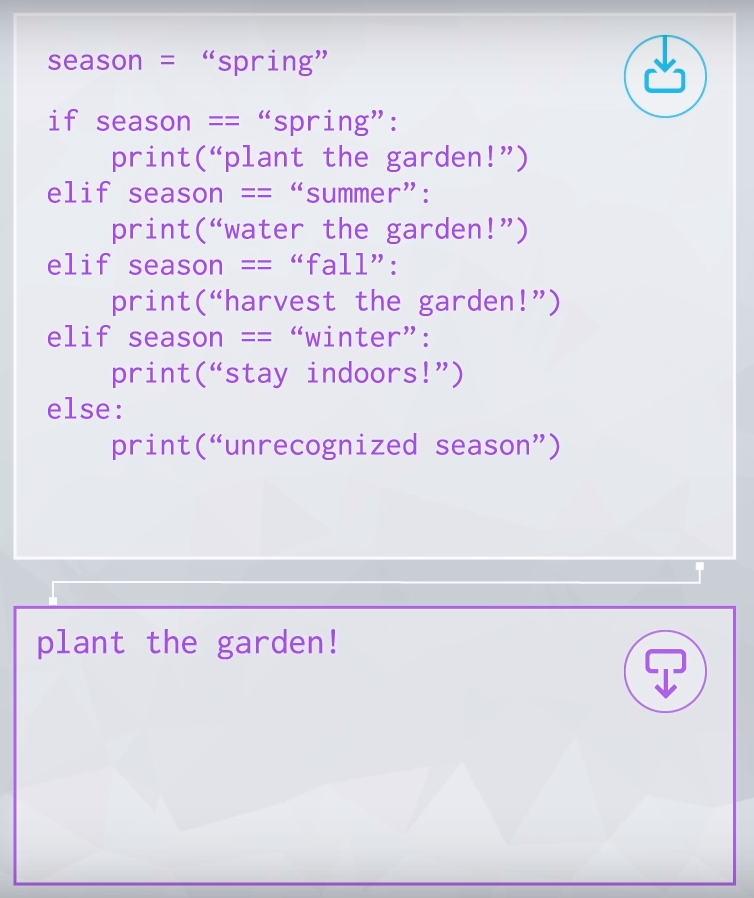 season = “spring”
if season == “spring”:
    print(“plant the garden!”)
elif season == “summer”:
    print(“water the garden!”)
elif season == “fall”:
    print(“harvest the garden!”)
elif season == “winter”:
    print(“stay indoors!”)
else:
    print(“unrecognized season”)
plant the garden!